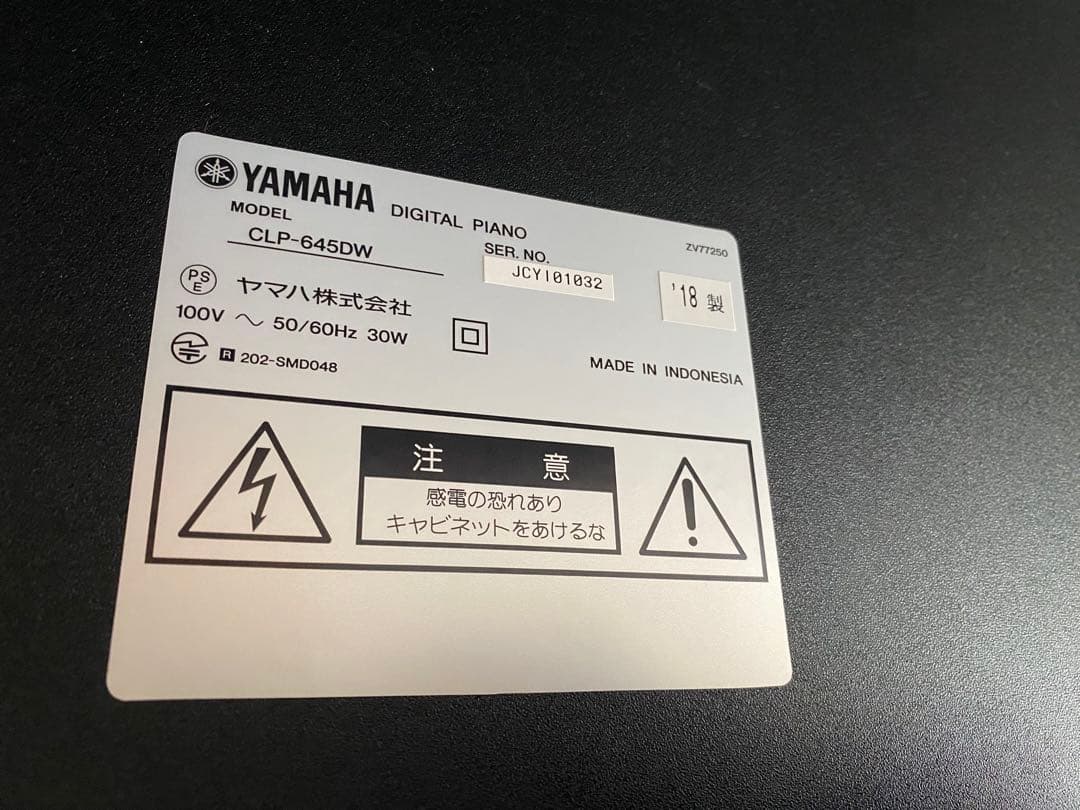 YAMAHA DIGITAL PIANO
MODEL
CLP-645DW
SER. NO.
JCYI01032
ZV77250
'18 製
PSE ヤマハ株式会社
100V ～ 50/60Hz 30W
R 202-SMD048
MADE IN INDONESIA
注 意
感電の恐れあり
キャビネットをあけるな